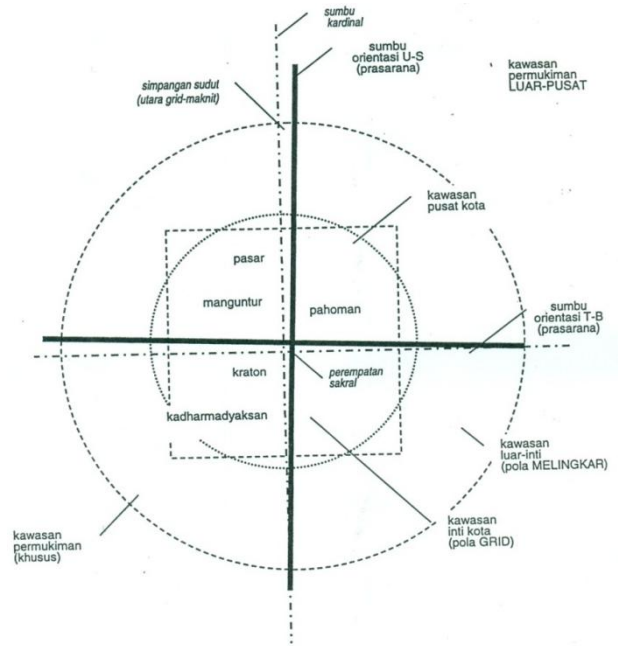 sumbu
kardinal
sumbu
orientasi U-S
(prasarana)
kawasan
permukiman
LUAR-PUSAT
simpangan sudut
(utara grid-maknit)
kawasan
pusat kota
pasar
manguntur
pahoman
sumbu
orientasi T-B
(prasarana)
kraton
perempatan
sakral
kadharmadyaksan
kawasan
luar-inti
(pola MELINGKAR)
kawasan
inti kota
(pola GRID)
kawasan
permukiman
(khusus)